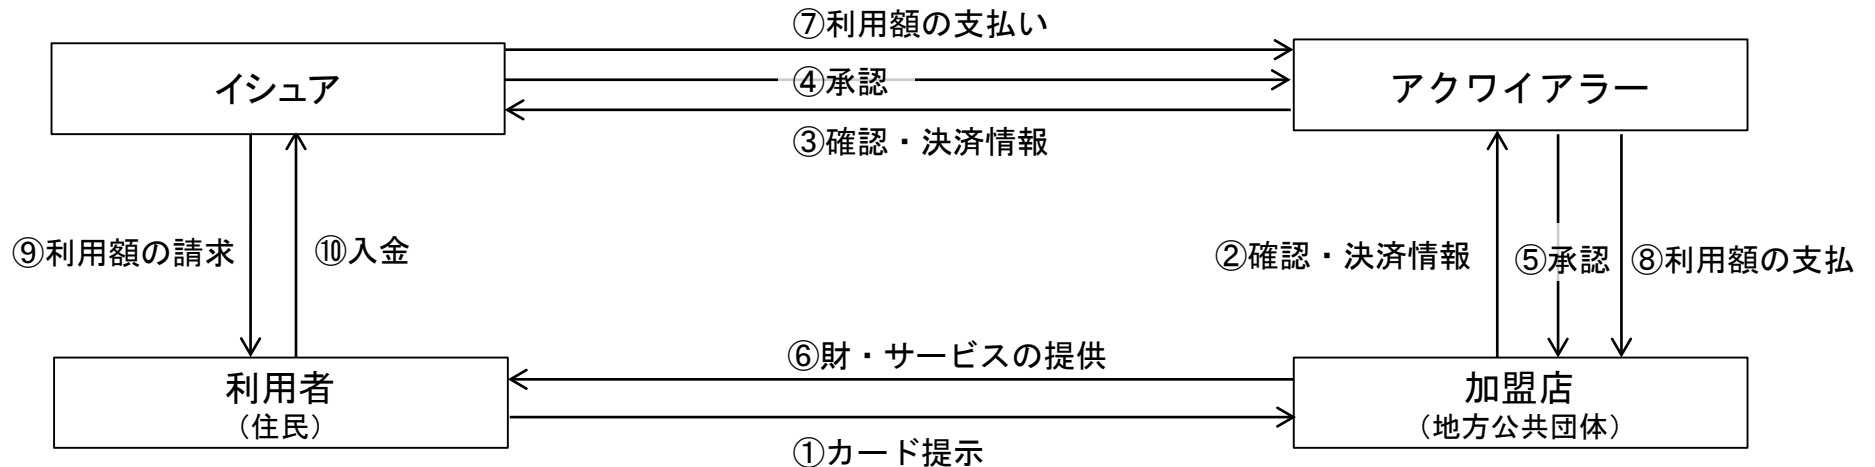 ⑦利用額の支払い
イシュア
④承認
アクワイアラー
③確認・決済情報
⑨利用額の請求
⑩入金
②確認・決済情報
⑤承認
⑧利用額の支払
⑥財・サービスの提供
利用者
（住民）
加盟店
（地方公共団体）
①カード提示